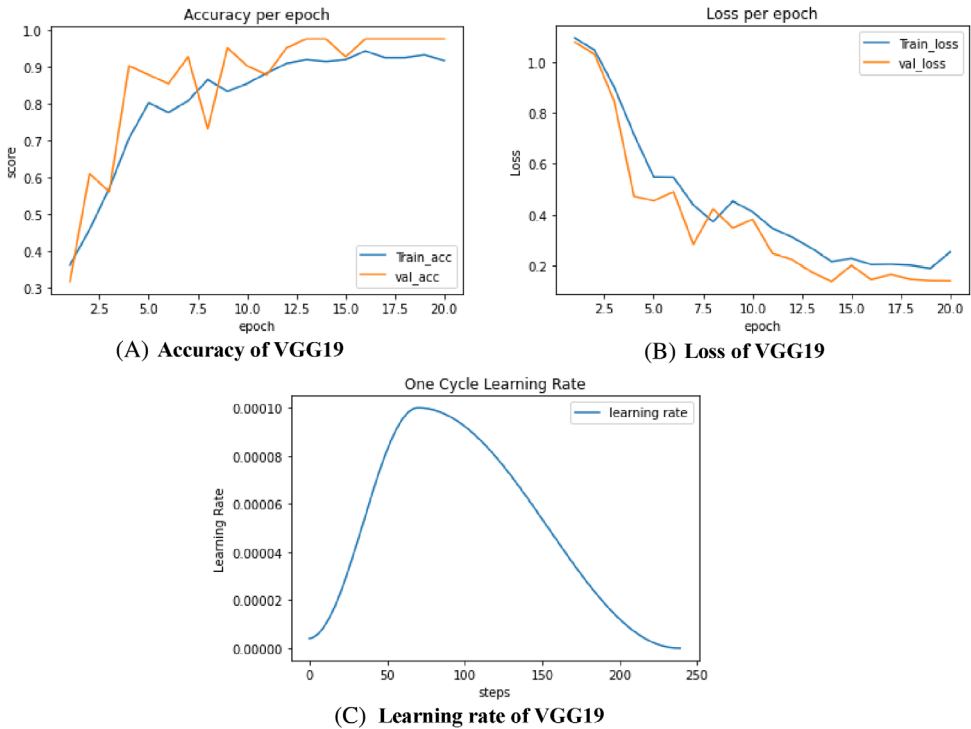 Accuracy per epoch
1.0
0.9
0.8
0.7
0.6
0.5
0.4
0.3
score
Train_acc
val_acc
2.5 5.0 7.5 10.0 12.5 15.0 17.5 20.0
epoch
(A) Accuracy of VGG19
Loss per epoch
1.0
0.8
0.6
0.4
0.2
Loss
Train_loss
val_loss
2.5 5.0 7.5 10.0 12.5 15.0 17.5 20.0
epoch
(B) Loss of VGG19
One Cycle Learning Rate
0.00010
0.00008
0.00006
0.00004
0.00002
0.00000
Learning Rate
learning rate
0 50 100 150 200 250
steps
(C) Learning rate of VGG19